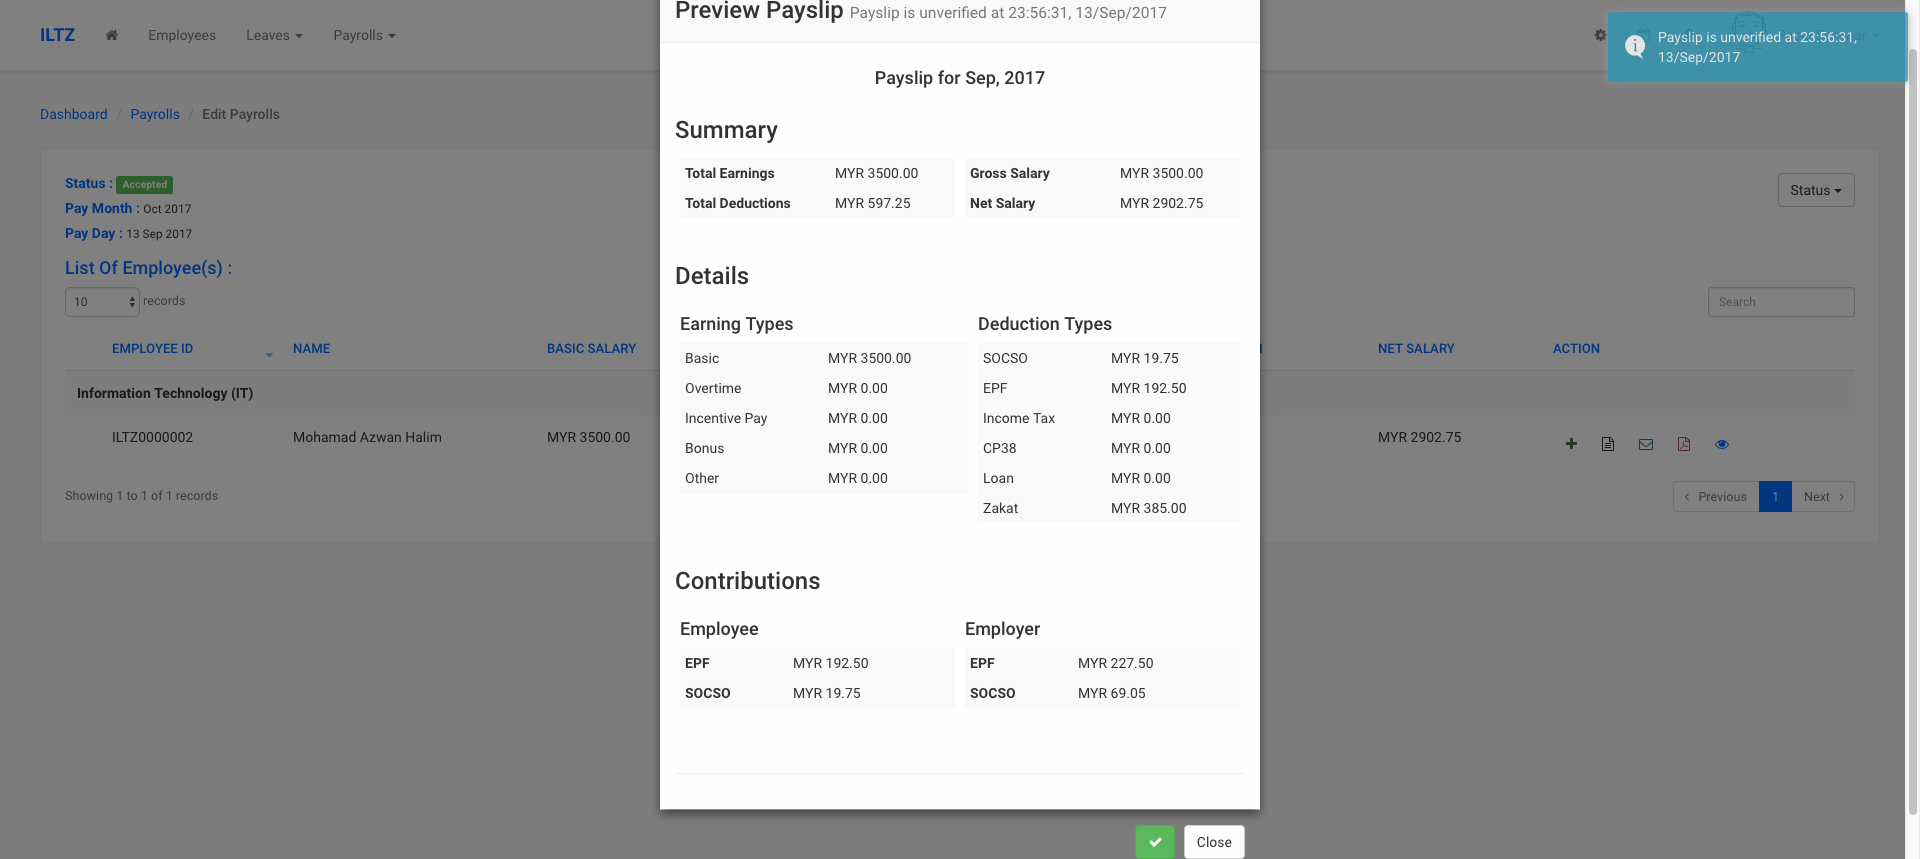 Preview Payslip Payslip is unverified at 23:56:31, 13/Sep/2017
ILTZ Employees Leaves Payrolls
Payslip is unverified at 23:56:31,
13/Sep/2017
Dashboard / Payrolls / Edit Payrolls
Status : Accepted
Pay Month : Oct 2017
Pay Day : 13 Sep 2017
Status
List Of Employee(s) :
10 records
Search
EMPLOYEE ID NAME BASIC SALARY NET SALARY ACTION
Information Technology (IT)
ILTZ0000002 Mohamad Azwan Halim MYR 3500.00 MYR 2902.75
Showing 1 to 1 of 1 records
Previous 1 Next
Payslip for Sep, 2017
Summary
Total Earnings MYR 3500.00 Gross Salary MYR 3500.00
Total Deductions MYR 597.25 Net Salary MYR 2902.75
Details
Earning Types
Basic MYR 3500.00
Overtime MYR 0.00
Incentive Pay MYR 0.00
Bonus MYR 0.00
Other MYR 0.00
Deduction Types
SOCSO MYR 19.75
EPF MYR 192.50
Income Tax MYR 0.00
CP38 MYR 0.00
Loan MYR 0.00
Zakat MYR 385.00
Contributions
Employee
EPF MYR 192.50
SOCSO MYR 19.75
Employer
EPF MYR 227.50
SOCSO MYR 69.05
Close